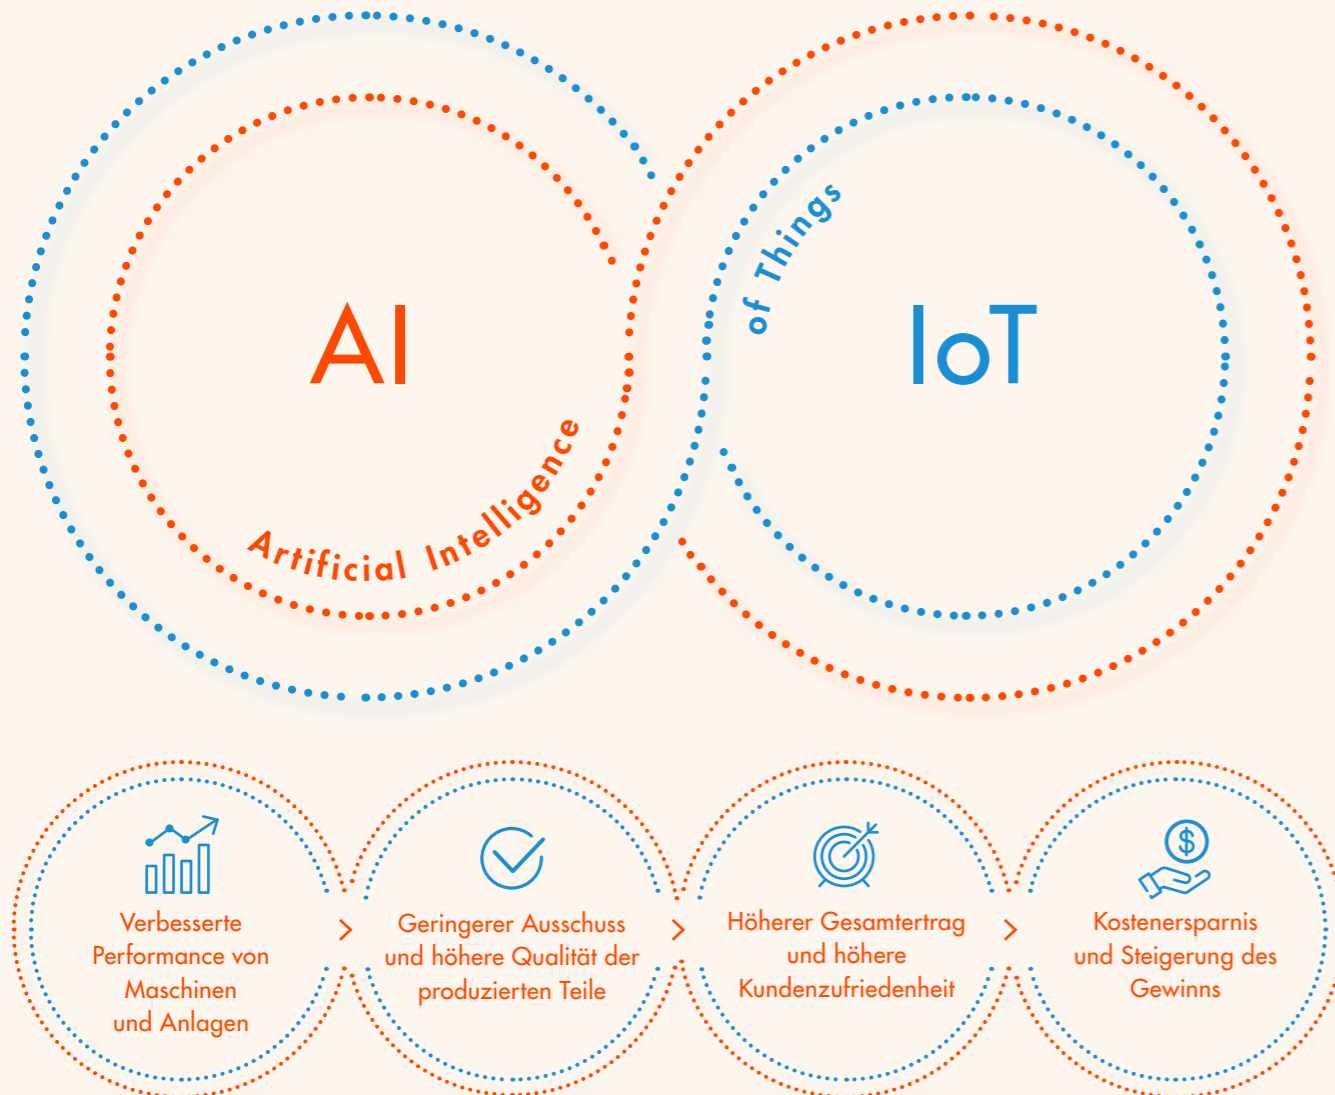 AI
Artificial Intelligence
of Things
IoT
Verbesserte
Performance von
Maschinen
und Anlagen
Geringerer Ausschuss
und höhere Qualität der
produzierten Teile
Höherer Gesamtertrag
und höhere
Kundenzufriedenheit
$
Kostenersparnis
und Steigerung des
Gewinns